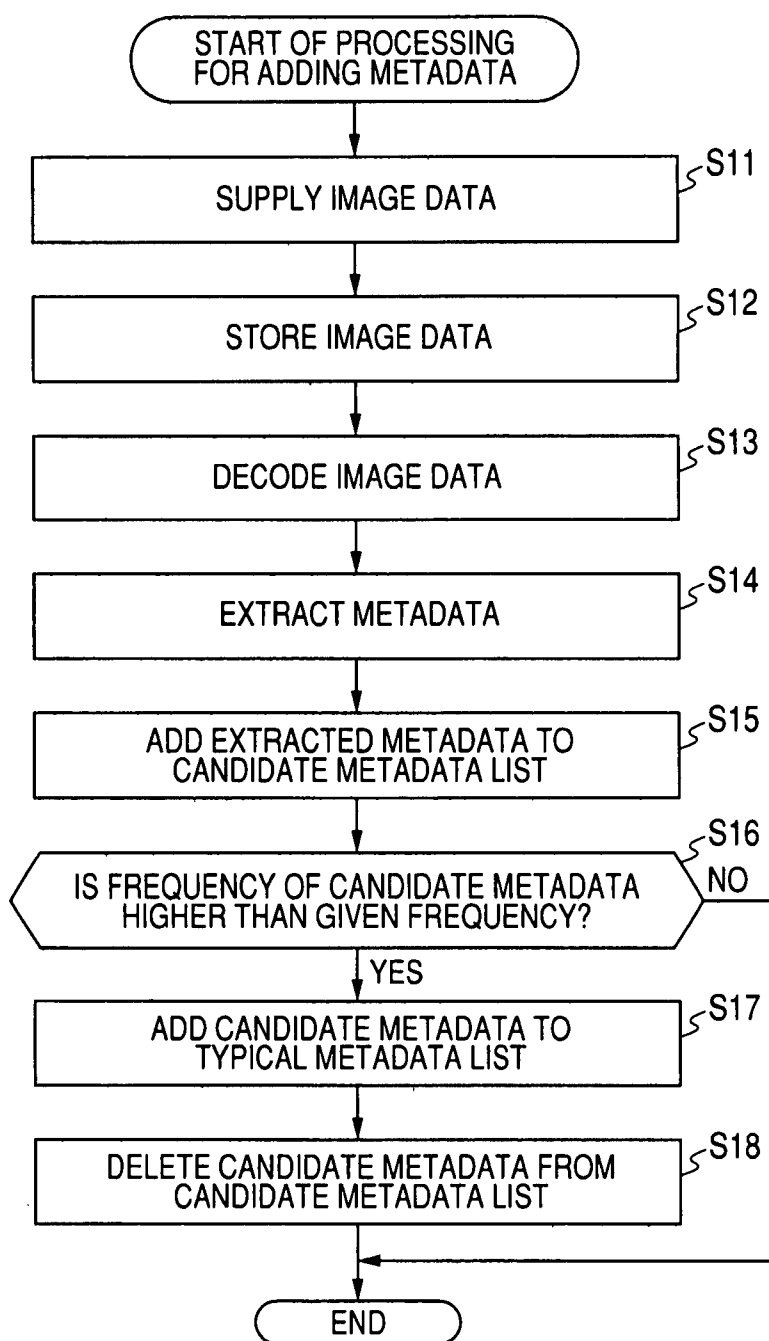 START OF PROCESSING
FOR ADDING METADATA
S11
SUPPLY IMAGE DATA
S12
STORE IMAGE DATA
S13
DECODE IMAGE DATA
S14
EXTRACT METADATA
S15
ADD EXTRACTED METADATA TO
CANDIDATE METADATA LIST
S16
IS FREQUENCY OF CANDIDATE METADATA
HIGHER THAN GIVEN FREQUENCY?
NO
YES
S17
ADD CANDIDATE METADATA TO
TYPICAL METADATA LIST
S18
DELETE CANDIDATE METADATA FROM
CANDIDATE METADATA LIST
END